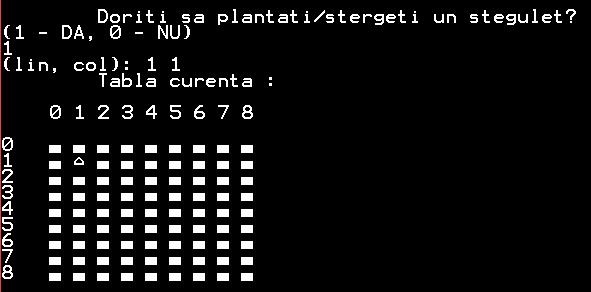 Doriti sa plantati/stergeti un stegulet?
(1 - DA, 0 - NU)
1
(lin, col): 1 1
Tabla curenta :
0 1 2 3 4 5 6 7 8
0
1
2
3
4
5
6
7
8